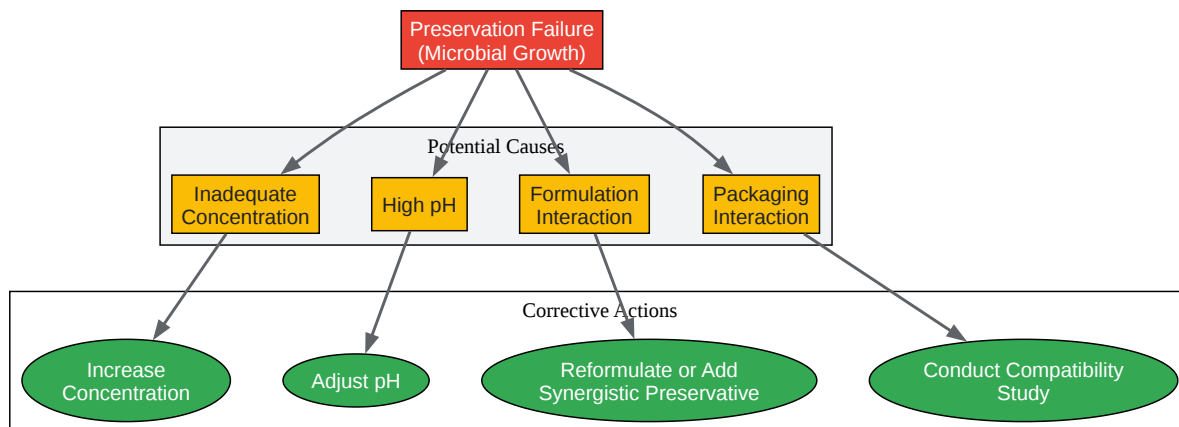 Preservation Failure
(Microbial Growth)
Potential Causes
Inadequate
Concentration
High pH
Formulation
Interaction
Packaging
Interaction
Corrective Actions
Increase
Concentration
Adjust pH
Reformulate or Add
Synergistic Preservative
Conduct Compatibility
Study